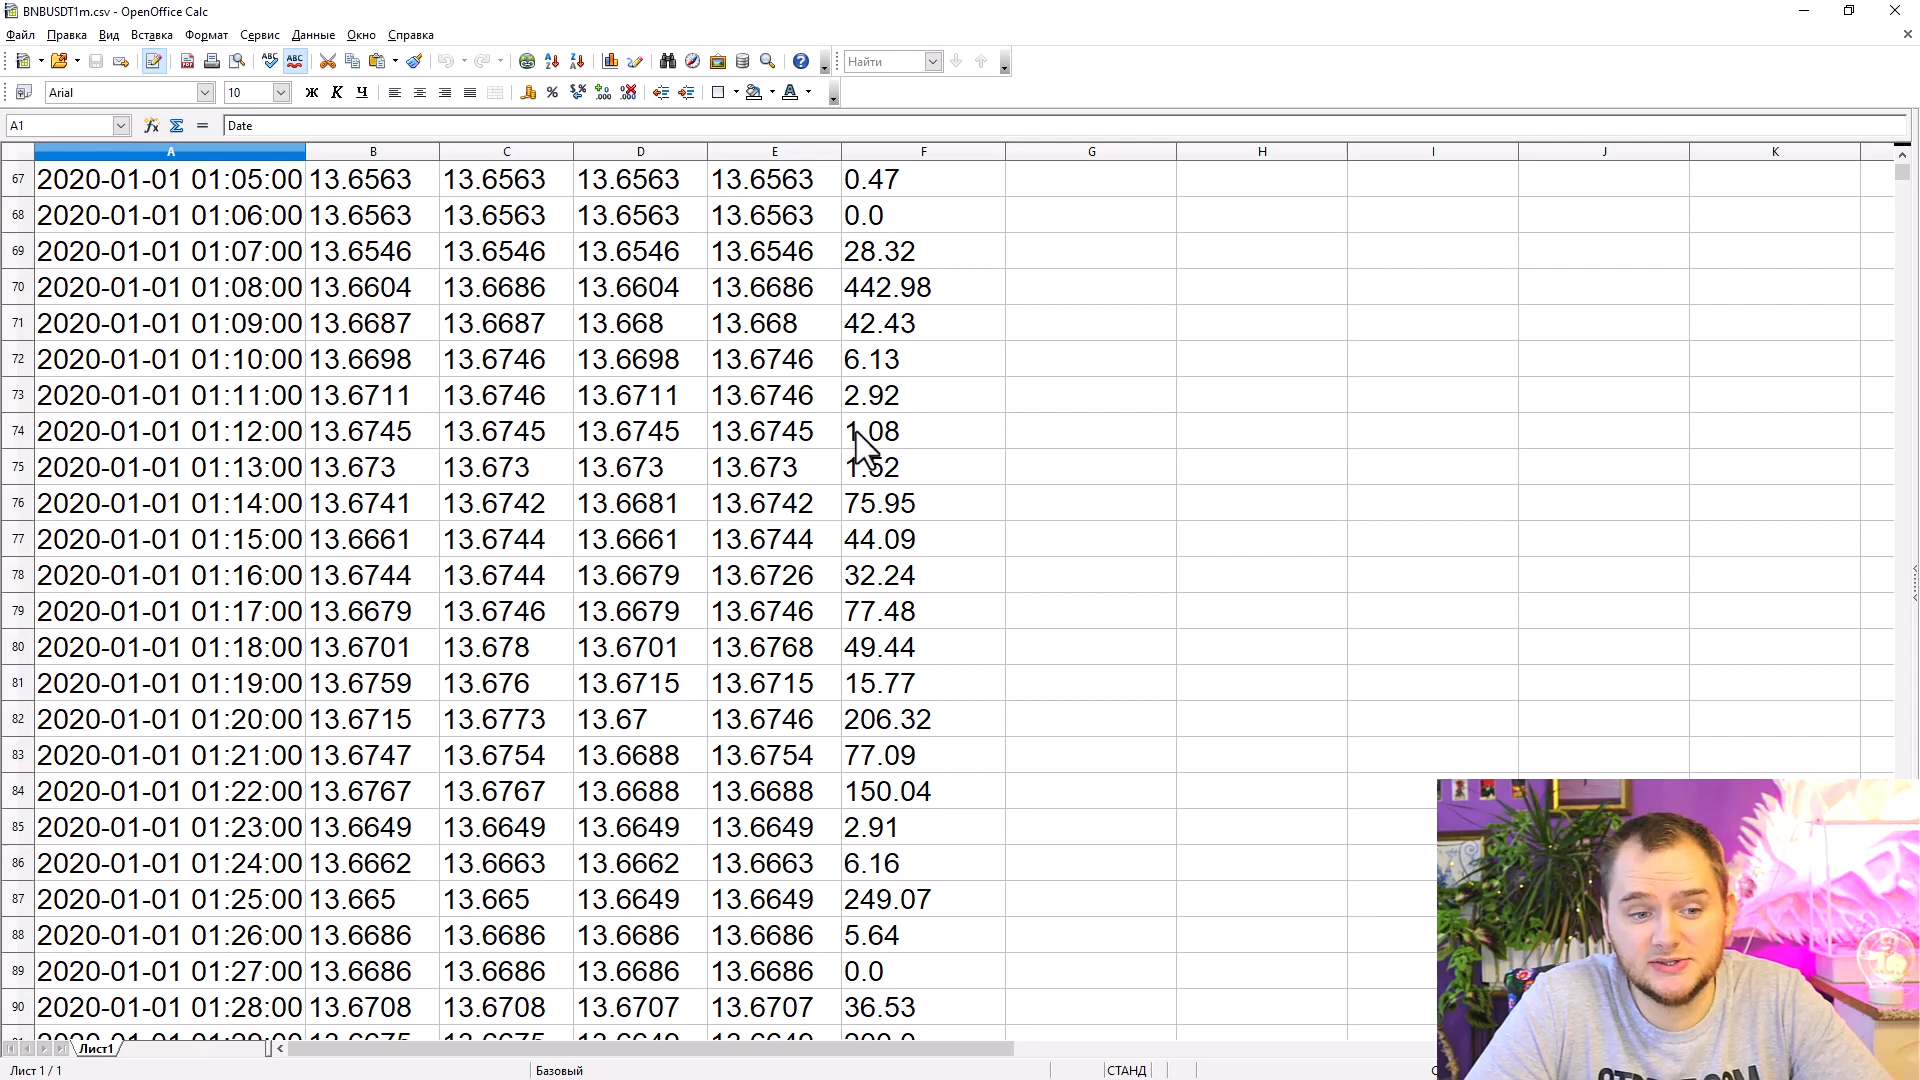 BNBUSDT1m.csv - OpenOffice Calc
Файл Правка Вид Вставка Формат Сервис Данные Окно Справка
Найти
Arial 10 Ж К Ч
A1 Date
A B C D E F G H I J K
67 2020-01-01 01:05:00 13.6563 13.6563 13.6563 13.6563 0.47
68 2020-01-01 01:06:00 13.6563 13.6563 13.6563 13.6563 0.0
69 2020-01-01 01:07:00 13.6546 13.6546 13.6546 13.6546 28.32
70 2020-01-01 01:08:00 13.6604 13.6686 13.6604 13.6686 442.98
71 2020-01-01 01:09:00 13.6687 13.6687 13.668 13.668 42.43
72 2020-01-01 01:10:00 13.6698 13.6746 13.6698 13.6746 6.13
73 2020-01-01 01:11:00 13.6711 13.6746 13.6711 13.6746 2.92
74 2020-01-01 01:12:00 13.6745 13.6745 13.6745 13.6745 1.08
75 2020-01-01 01:13:00 13.673 13.673 13.673 13.673 1.52
76 2020-01-01 01:14:00 13.6741 13.6742 13.6681 13.6742 75.95
77 2020-01-01 01:15:00 13.6661 13.6744 13.6661 13.6744 44.09
78 2020-01-01 01:16:00 13.6744 13.6744 13.6679 13.6726 32.24
79 2020-01-01 01:17:00 13.6679 13.6746 13.6679 13.6746 77.48
80 2020-01-01 01:18:00 13.6701 13.678 13.6701 13.6768 49.44
81 2020-01-01 01:19:00 13.6759 13.676 13.6715 13.6715 15.77
82 2020-01-01 01:20:00 13.6715 13.6773 13.67 13.6746 206.32
83 2020-01-01 01:21:00 13.6747 13.6754 13.6688 13.6754 77.09
84 2020-01-01 01:22:00 13.6767 13.6767 13.6688 13.6688 150.04
85 2020-01-01 01:23:00 13.6649 13.6649 13.6649 13.6649 2.91
86 2020-01-01 01:24:00 13.6662 13.6663 13.6662 13.6663 6.16
87 2020-01-01 01:25:00 13.665 13.665 13.6649 13.6649 249.07
88 2020-01-01 01:26:00 13.6686 13.6686 13.6686 13.6686 5.64
89 2020-01-01 01:27:00 13.6686 13.6686 13.6686 13.6686 0.0
90 2020-01-01 01:28:00 13.6708 13.6708 13.6707 13.6707 36.53
Лист1
Лист 1 / 1 Базовый СТАНД